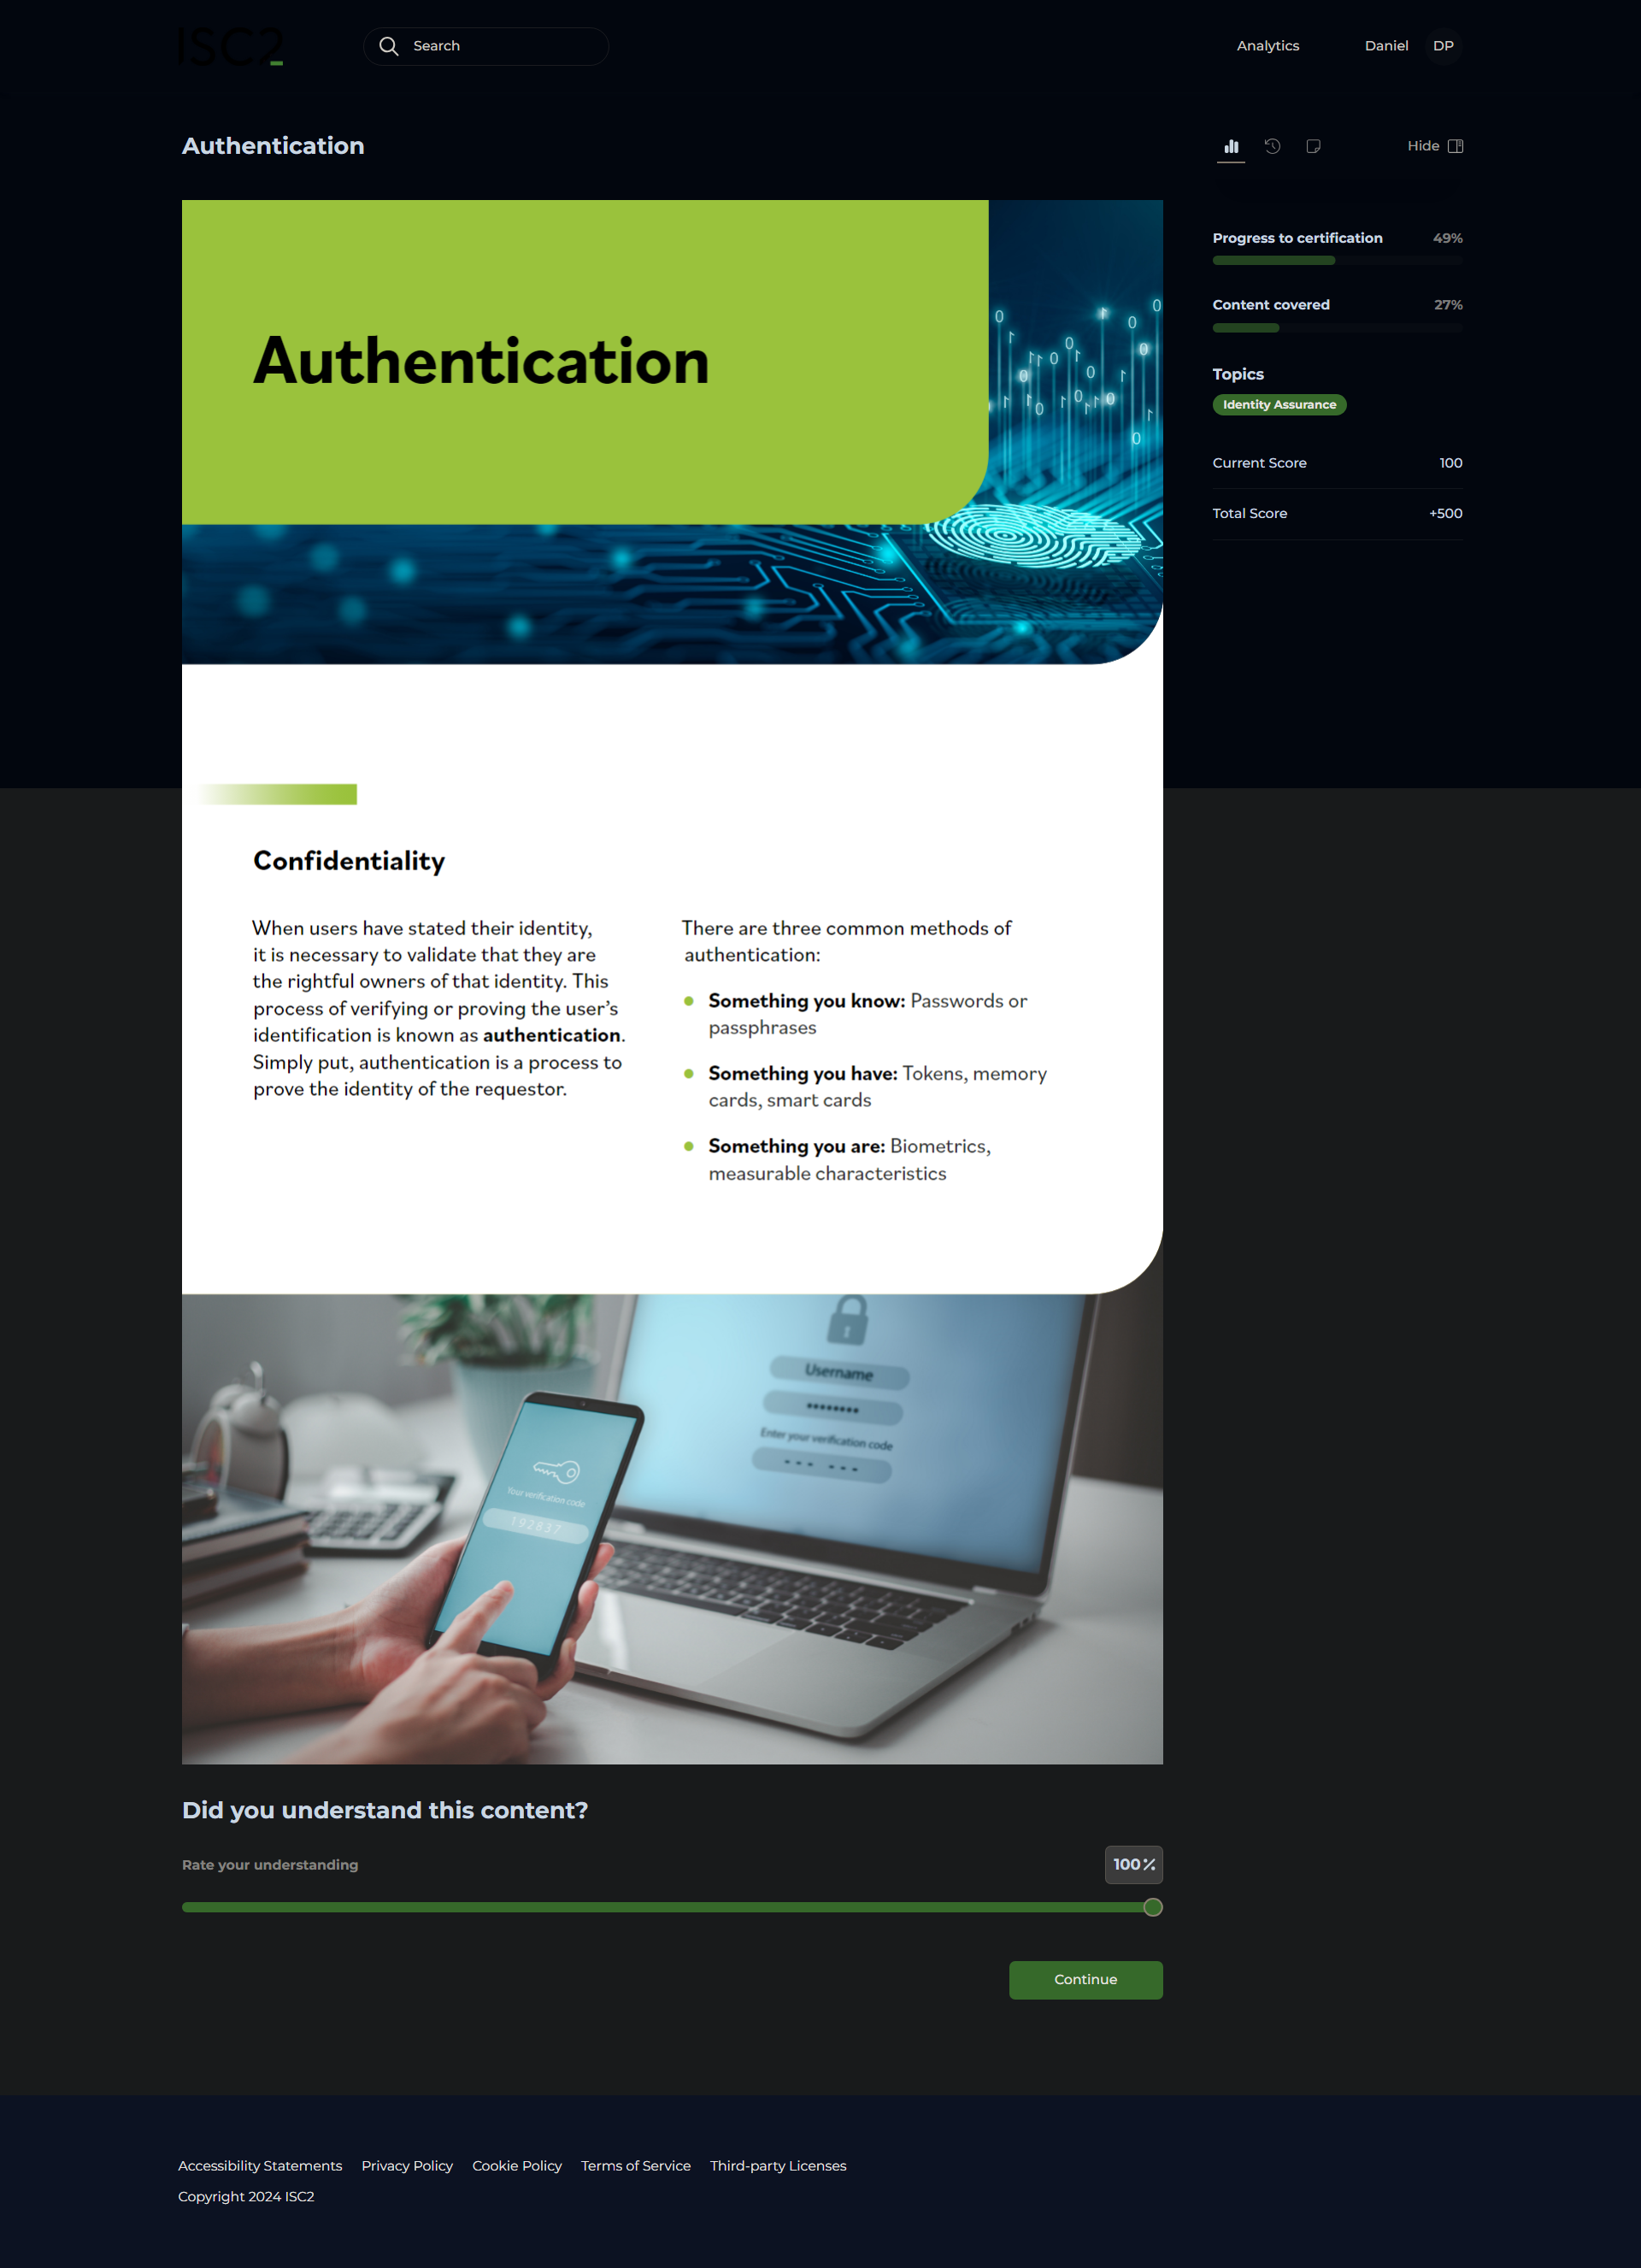 ISC2
Search
Analytics
Daniel
DP
Authentication
Hide
Authentication
Progress to certification 49%
Content covered 27%
Topics
Identity Assurance
Current Score 100
Total Score +500
Confidentiality
When users have stated their identity,
it is necessary to validate that they are
the rightful owners of that identity. This
process of verifying or proving the user’s
identification is known as authentication.
Simply put, authentication is a process to
prove the identity of the requestor.
There are three common methods of
authentication:
Something you know: Passwords or
passphrases
Something you have: Tokens, memory
cards, smart cards
Something you are: Biometrics,
measurable characteristics
Username
••••••••
Enter your verification code
--- ---
Your verification code
192837
Did you understand this content?
Rate your understanding
100%
Continue
Accessibility Statements Privacy Policy Cookie Policy Terms of Service Third-party Licenses
Copyright 2024 ISC2